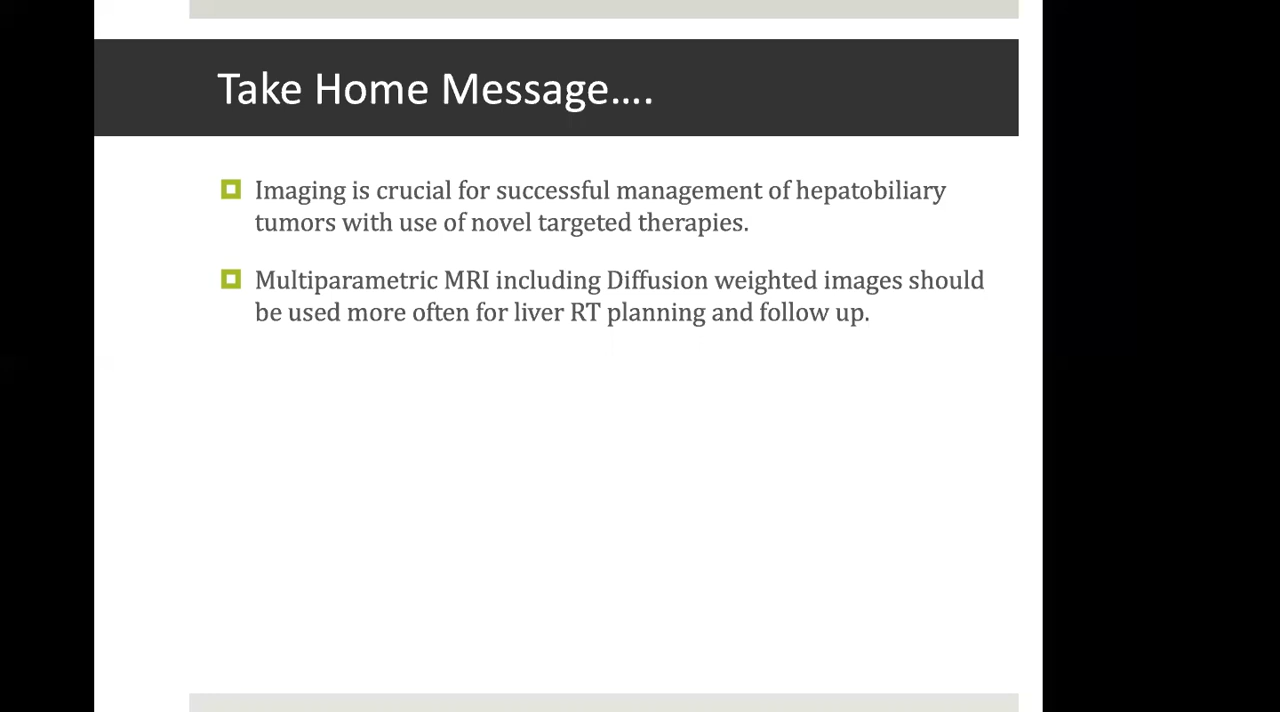 Take Home Message....
Imaging is crucial for successful management of hepatobiliary
tumors with use of novel targeted therapies.
Multiparametric MRI including Diffusion weighted images should
be used more often for liver RT planning and follow up.